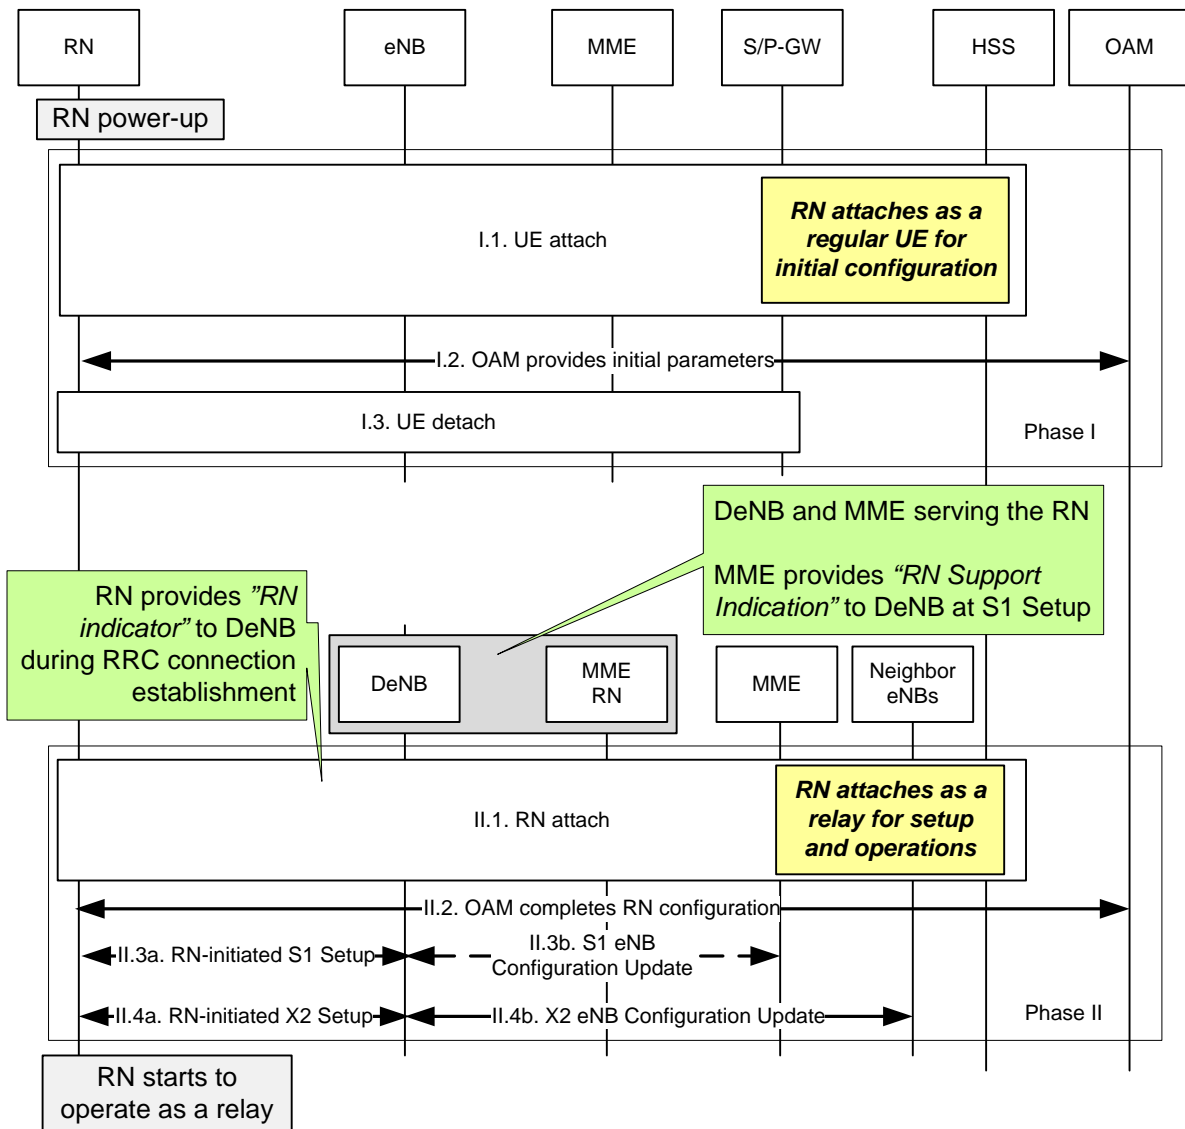 RN
eNB
MME
S/P-GW
HSS
OAM
RN power-up
I.1. UE attach
RN attaches as a
regular UE for
initial configuration
I.2. OAM provides initial parameters
I.3. UE detach
Phase I
DeNB and MME serving the RN
MME provides “RN Support
Indication” to DeNB at S1 Setup
RN provides ”RN
indicator” to DeNB
during RRC connection
establishment
DeNB
MME
RN
MME
Neighbor
eNBs
II.1. RN attach
RN attaches as a
relay for setup
and operations
II.2. OAM completes RN configuration
II.3a. RN-initiated S1 Setup
II.3b. S1 eNB
Configuration Update
II.4a. RN-initiated X2 Setup
II.4b. X2 eNB Configuration Update
Phase II
RN starts to
operate as a relay